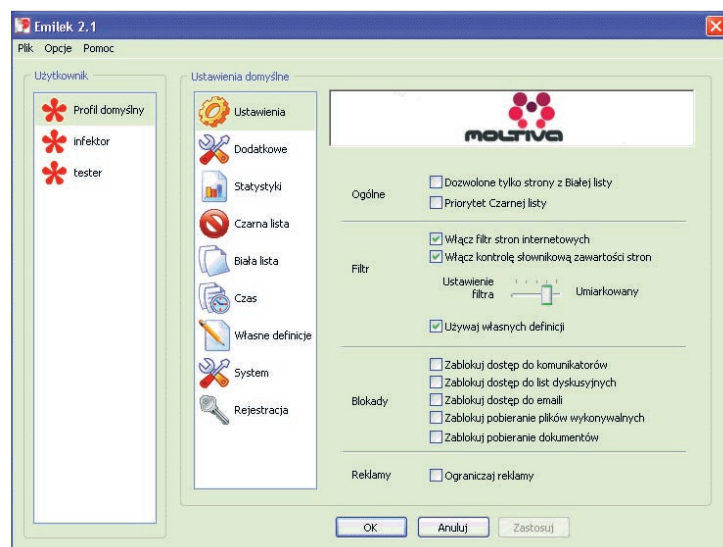 Emilek 2.1
Plik Opcje Pomoc
Użytkownik
Profil domyślny
infektor
tester
Ustawienia domyślne
Ustawienia
Dodatkowe
Statystyki
Czarna lista
Biała lista
Czas
Własne definicje
System
Rejestracja
MOLTIVA
Ogólne
Dozwolone tylko strony z Białej listy
Priorytet Czarnej listy
Filtr
Włącz filtr stron internetowych
Włącz kontrolę słownikową zawartości stron
Ustawienie
filtra
Umiarkowany
Używaj własnych definicji
Blokady
Zablokuj dostęp do komunikatorów
Zablokuj dostęp do list dyskusyjnych
Zablokuj dostęp do emaili
Zablokuj pobieranie plików wykonywalnych
Zablokuj pobieranie dokumentów
Reklamy
Ograniczaj reklamy
OK Anuluj Zastosuj